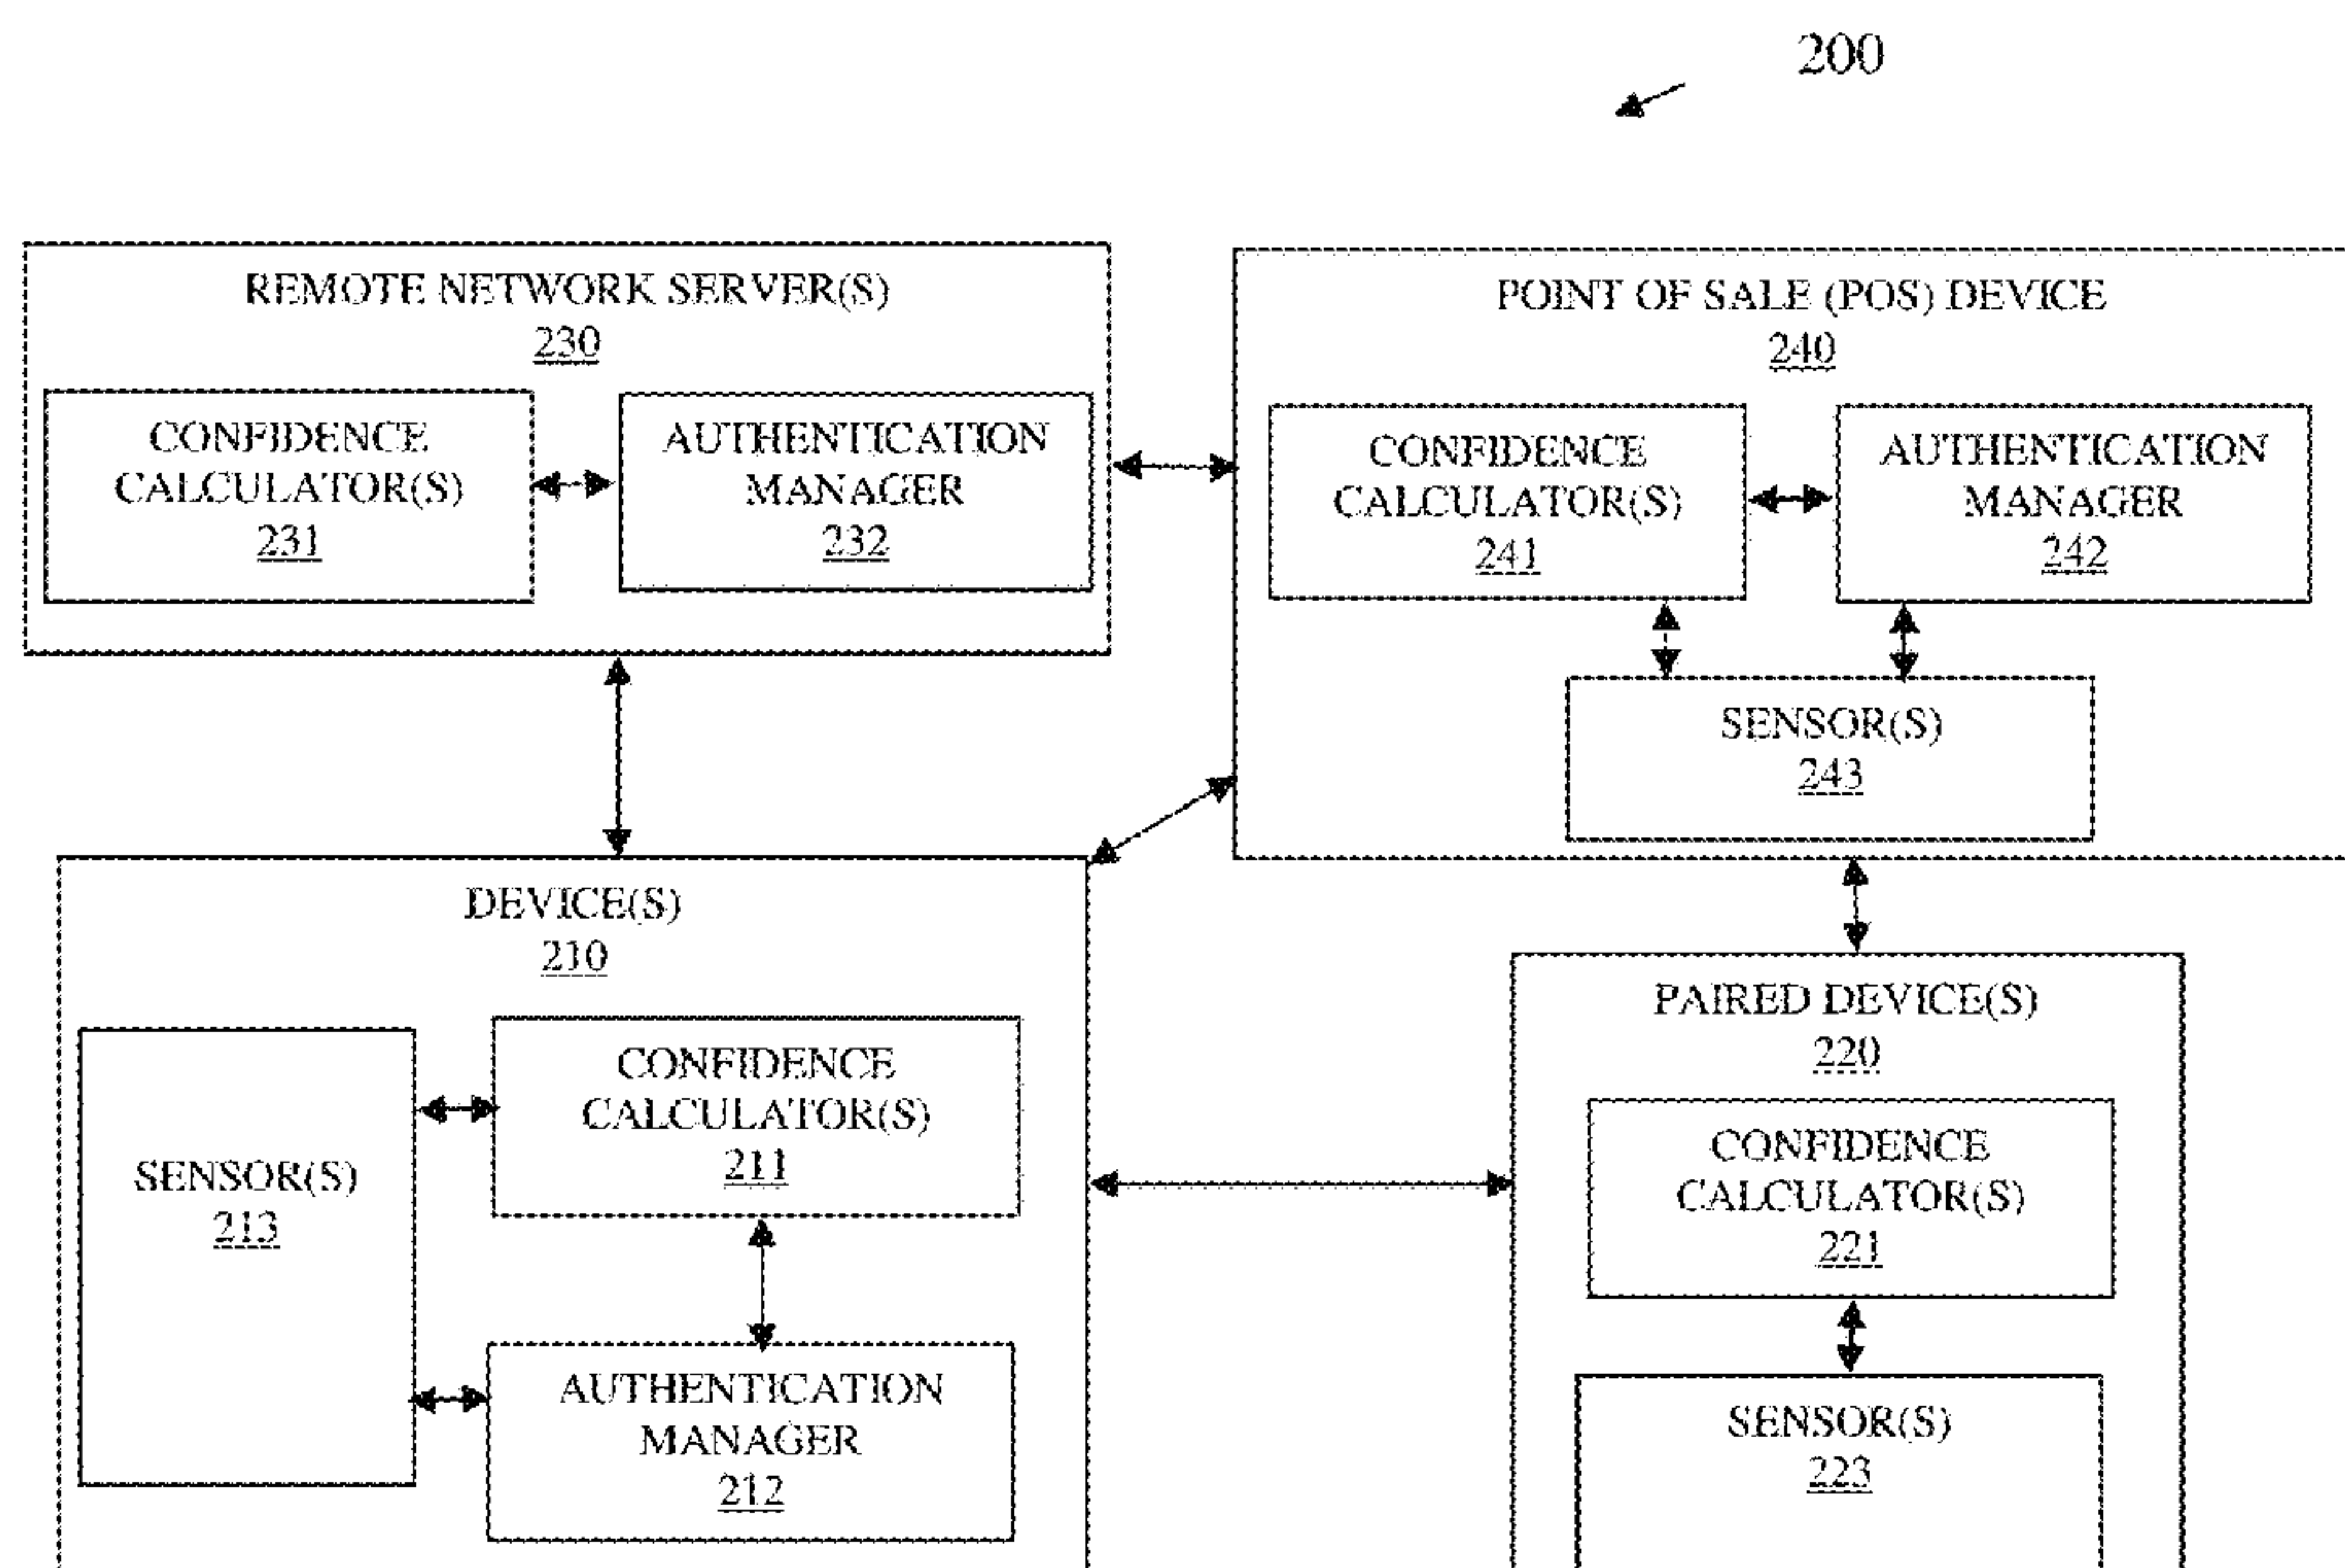 200
REMOTE NETWORK SERVER(S)
230
CONFIDENCE
CALCULATOR(S)
231
AUTHENTICATION
MANAGER
232
POINT OF SALE (POS) DEVICE
240
CONFIDENCE
CALCULATOR(S)
241
AUTHENTICATION
MANAGER
242
SENSOR(S)
243
DEVICE(S)
210
SENSOR(S)
213
CONFIDENCE
CALCULATOR(S)
211
AUTHENTICATION
MANAGER
212
PAIRED DEVICE(S)
220
CONFIDENCE
CALCULATOR(S)
221
SENSOR(S)
223